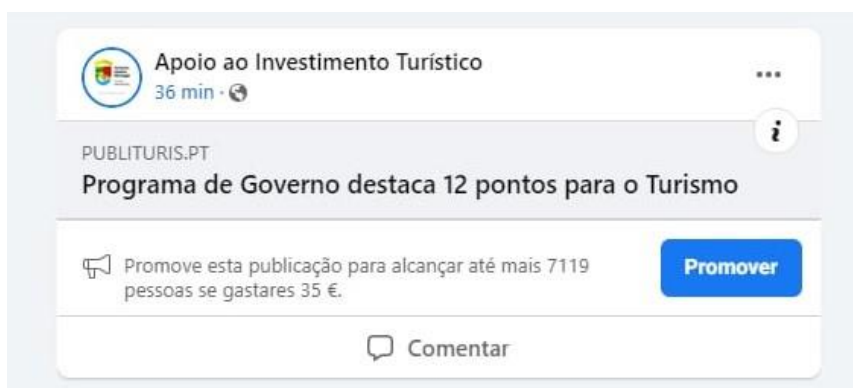 Apoio ao Investimento Turístico
36 min ·
...
i
PUBLITURIS.PT
Programa de Governo destaca 12 pontos para o Turismo
Promove esta publicação para alcançar até mais 7119
pessoas se gastares 35 €.
Promover
Comentar